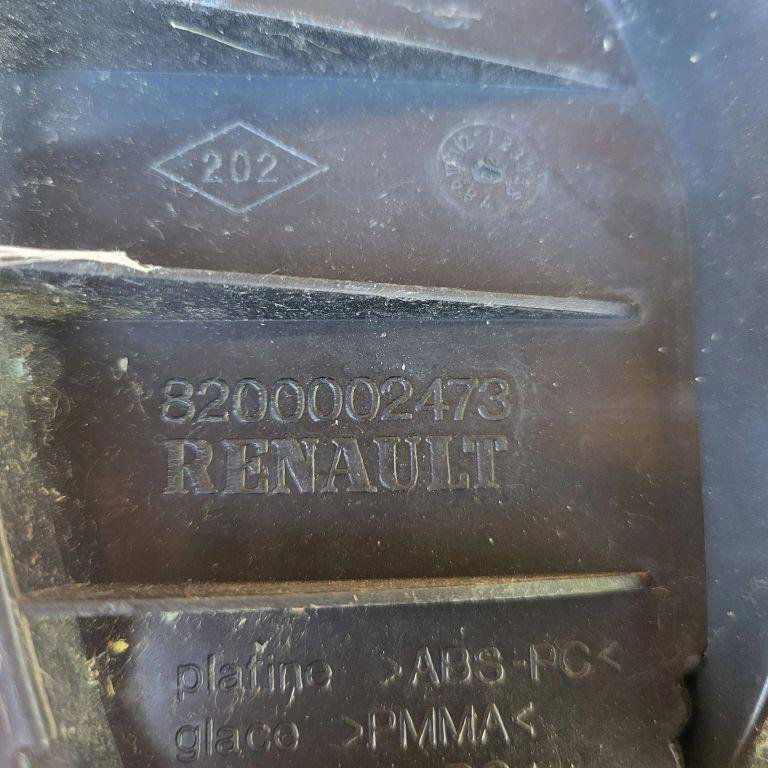 202
8200002473
RENAULT
platine >ABS-PC<
glace >PMMA<